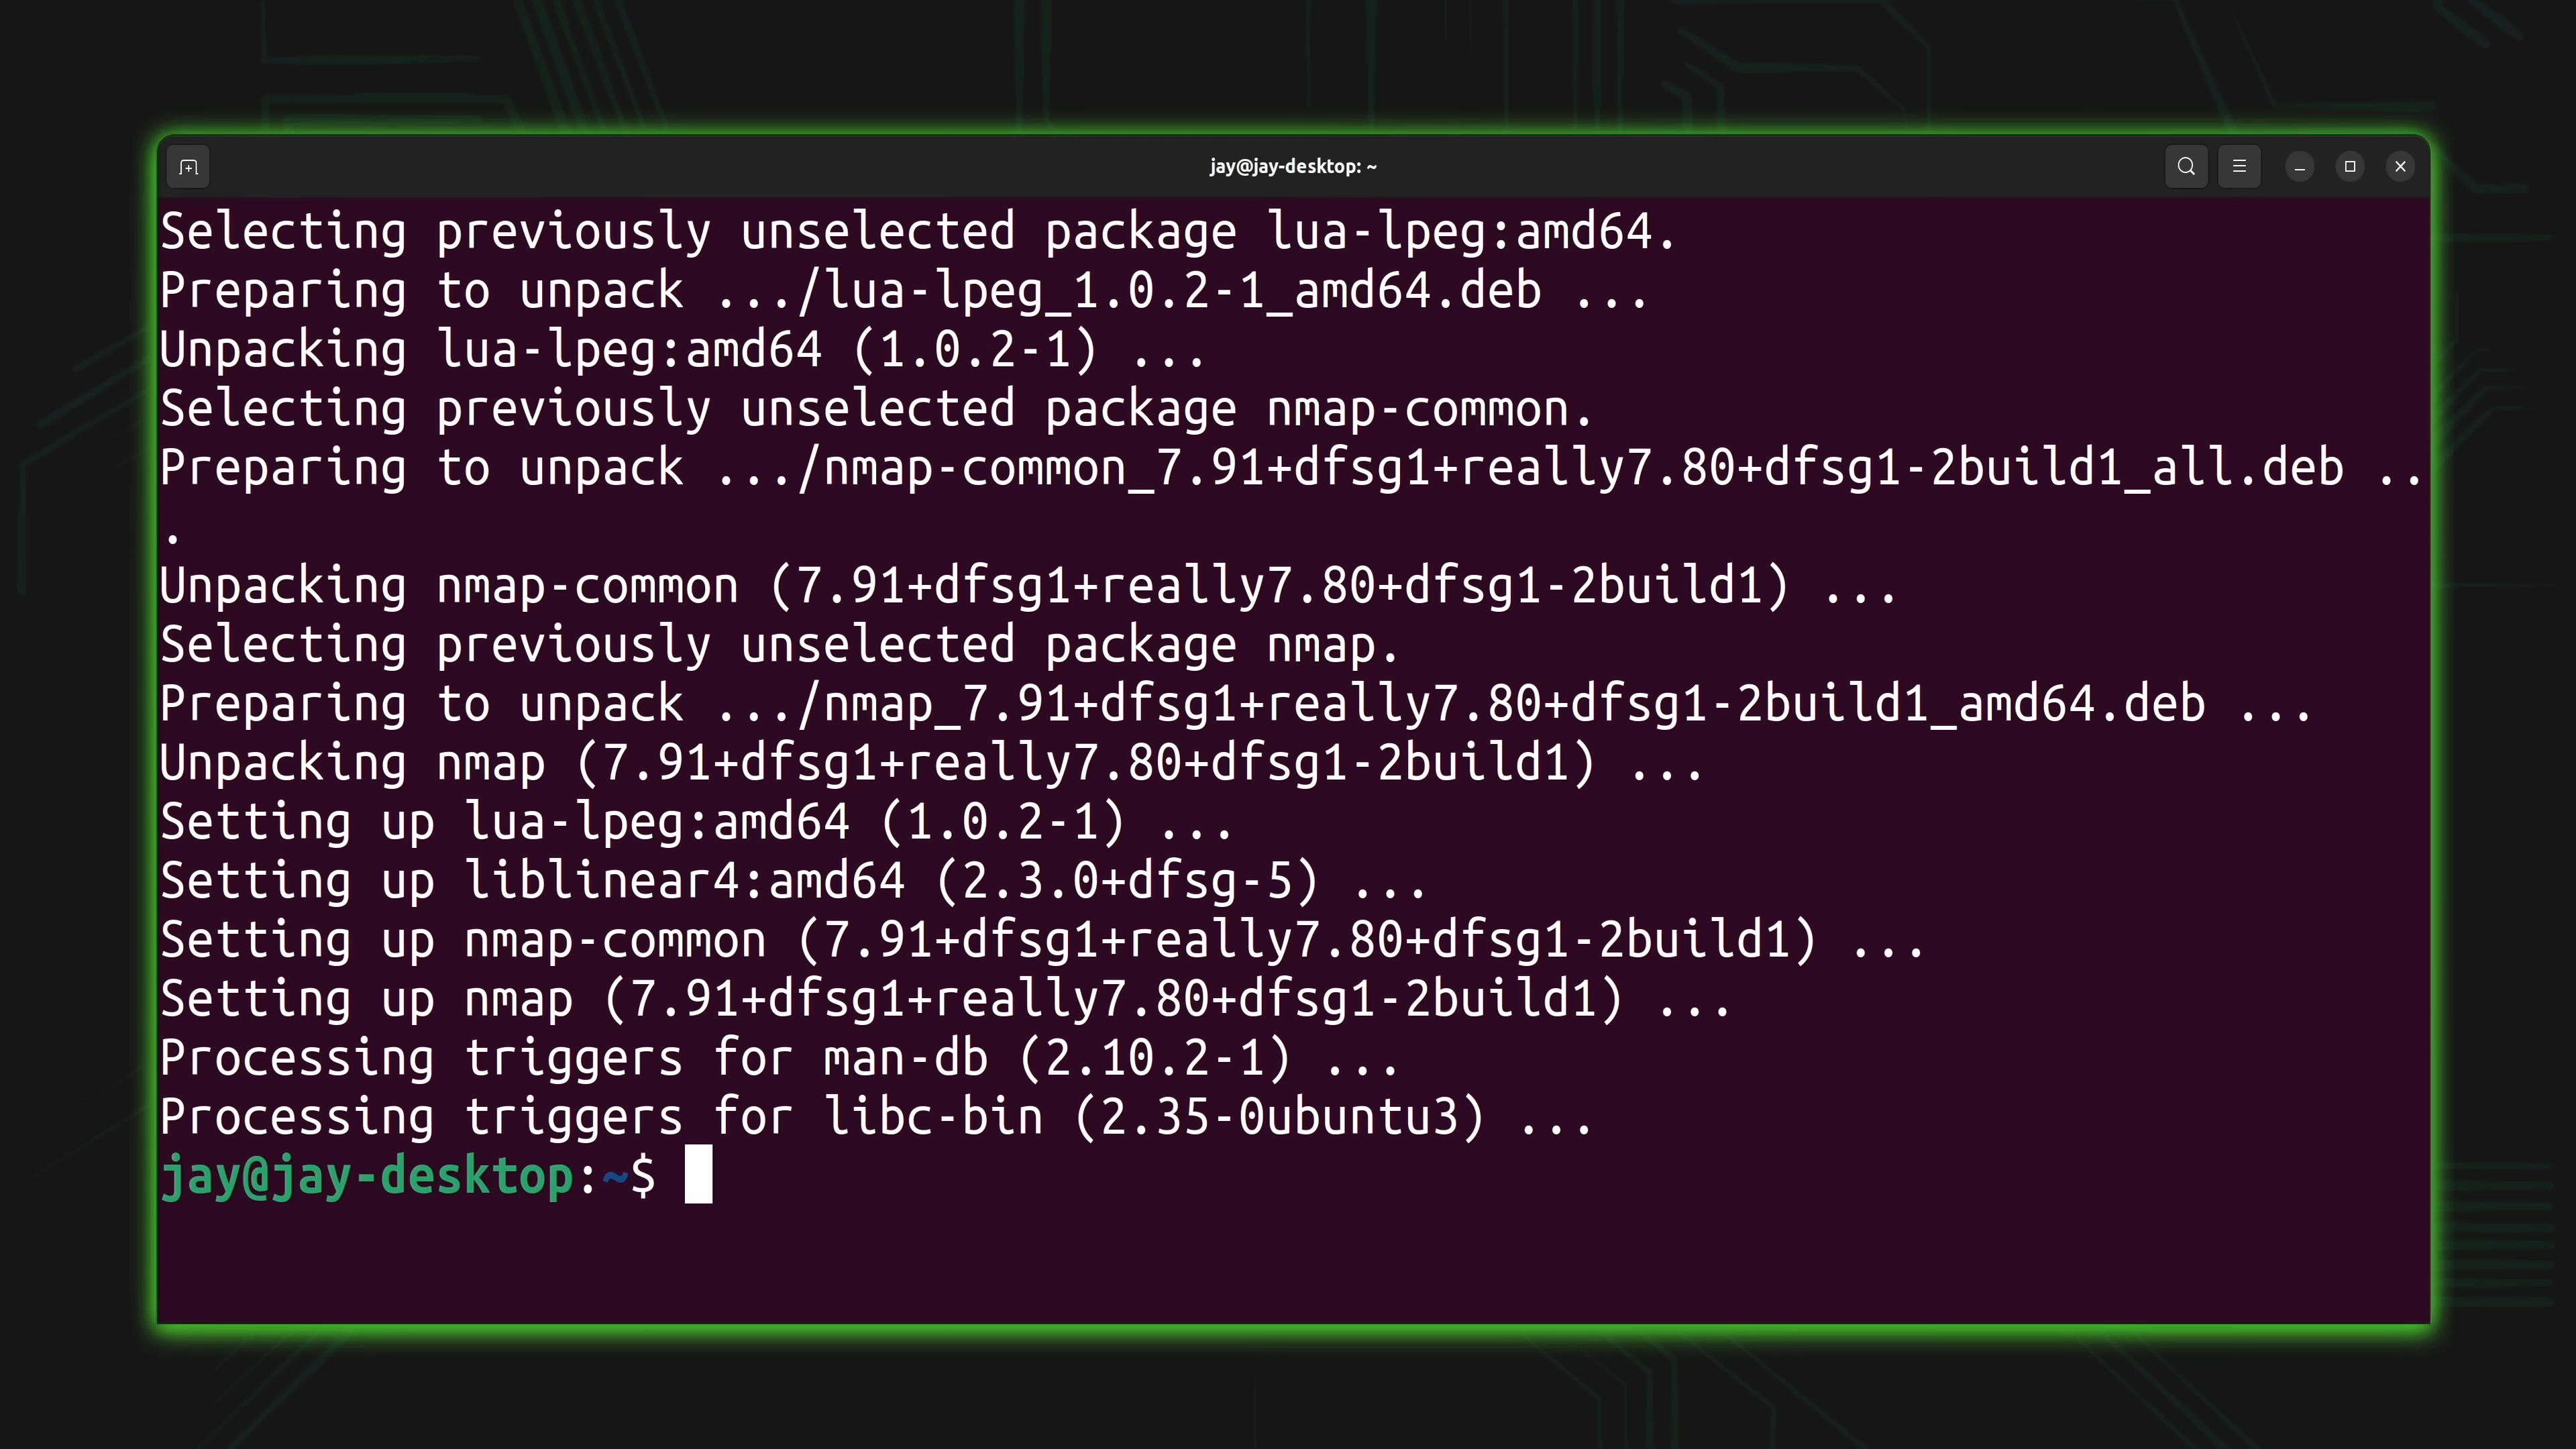 jay@jay-desktop: ~
Selecting previously unselected package lua-lpeg:amd64.
Preparing to unpack .../lua-lpeg_1.0.2-1_amd64.deb ...
Unpacking lua-lpeg:amd64 (1.0.2-1) ...
Selecting previously unselected package nmap-common.
Preparing to unpack .../nmap-common_7.91+dfsg1+really7.80+dfsg1-2build1_all.deb ..
.
Unpacking nmap-common (7.91+dfsg1+really7.80+dfsg1-2build1) ...
Selecting previously unselected package nmap.
Preparing to unpack .../nmap_7.91+dfsg1+really7.80+dfsg1-2build1_amd64.deb ...
Unpacking nmap (7.91+dfsg1+really7.80+dfsg1-2build1) ...
Setting up lua-lpeg:amd64 (1.0.2-1) ...
Setting up liblinear4:amd64 (2.3.0+dfsg-5) ...
Setting up nmap-common (7.91+dfsg1+really7.80+dfsg1-2build1) ...
Setting up nmap (7.91+dfsg1+really7.80+dfsg1-2build1) ...
Processing triggers for man-db (2.10.2-1) ...
Processing triggers for libc-bin (2.35-0ubuntu3) ...
jay@jay-desktop:~$